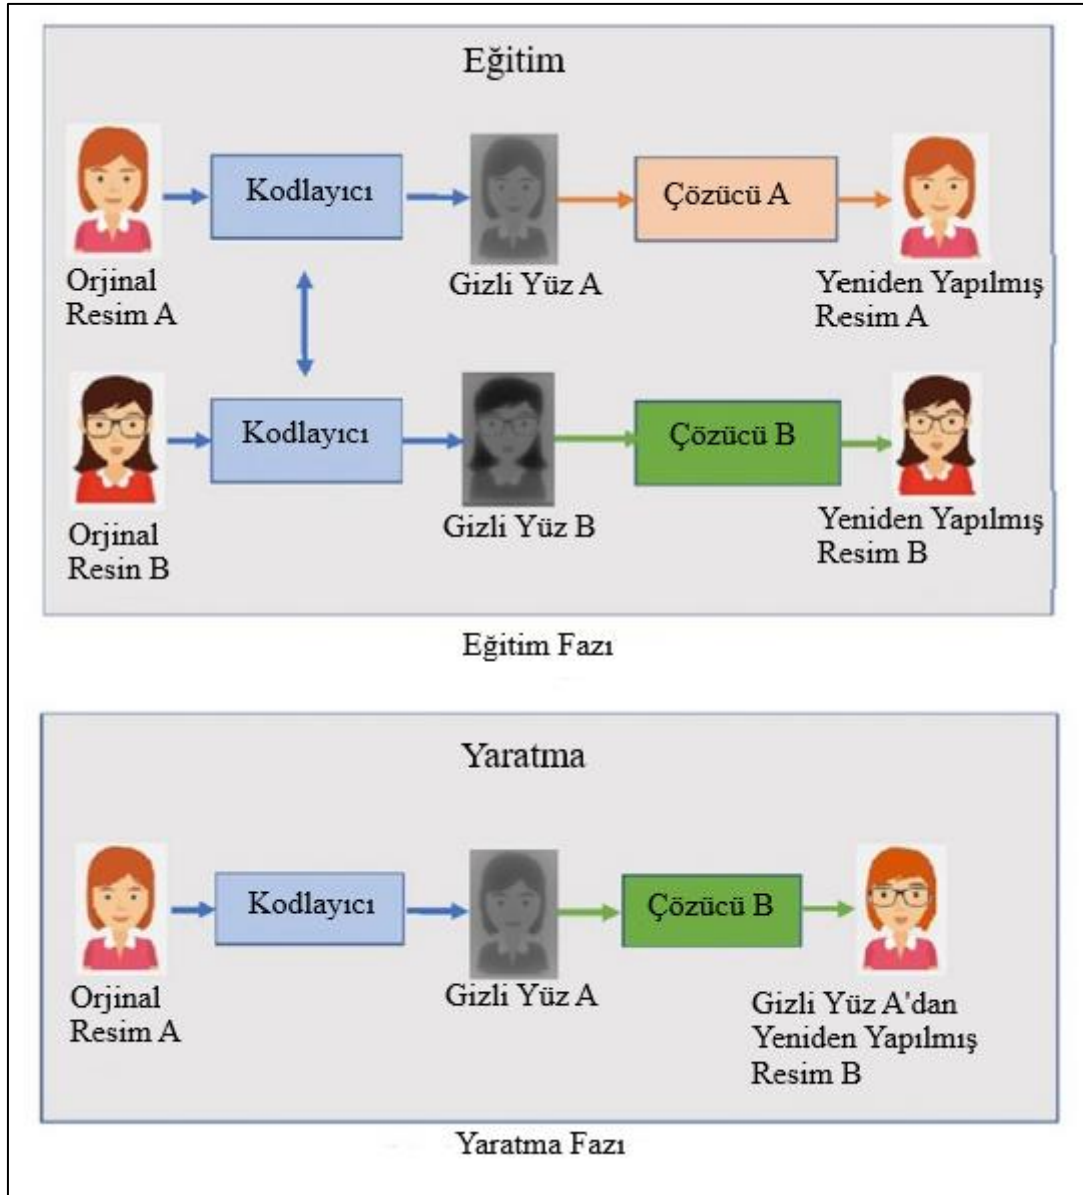 Eğitim
Kodlayıcı
Çözücü A
Orjinal
Resim A
Gizli Yüz A
Yeniden Yapılmış
Resim A
Kodlayıcı
Çözücü B
Orjinal
Resin B
Gizli Yüz B
Yeniden Yapılmış
Resim B
Eğitim Fazı
Yaratma
Kodlayıcı
Çözücü B
Orjinal
Resim A
Gizli Yüz A
Gizli Yüz A'dan
Yeniden Yapılmış
Resim B
Yaratma Fazı